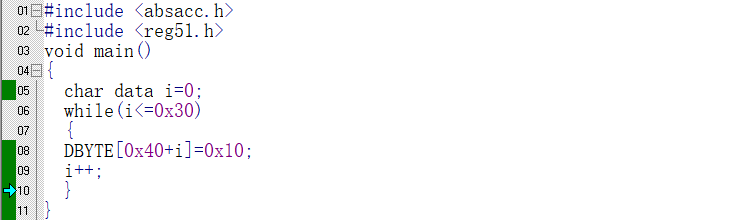 01 #include <absacc.h>
02 #include <reg51.h>
03 void main()
04 {
05 char data i=0;
06 while(i<=0x30)
07 {
08 DBYTE[0x40+i]=0x10;
09 i++;
10 }
11 }